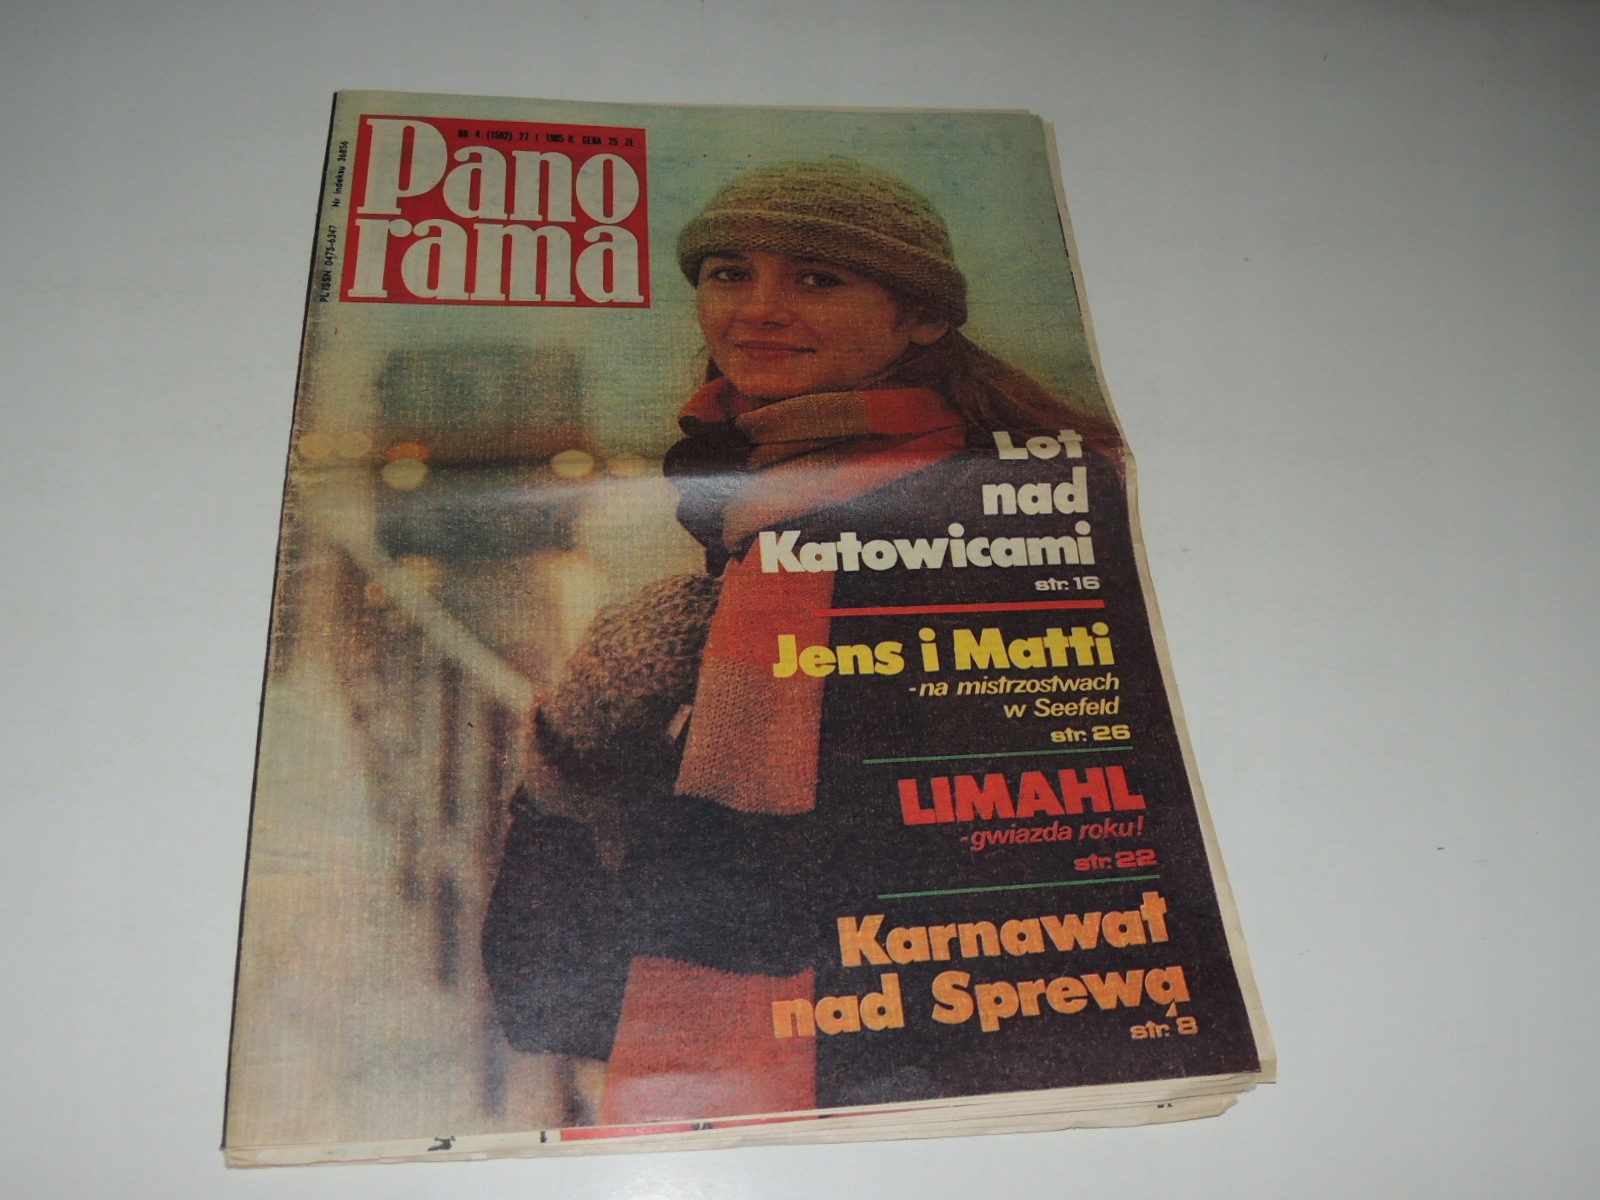 NR 4 (1592) 27 I 1985 R. CENA 25 ZŁ
Pano
rama
PL ISSN 0475-6347 Nr indeksu 36856
Lot
nad
Katowicami
str. 16
Jens i Matti
-na mistrzostwach
w Seefeld
str. 26
LIMAHL
-gwiazda roku!
str. 22
Karnawał
nad Sprewą
str. 8